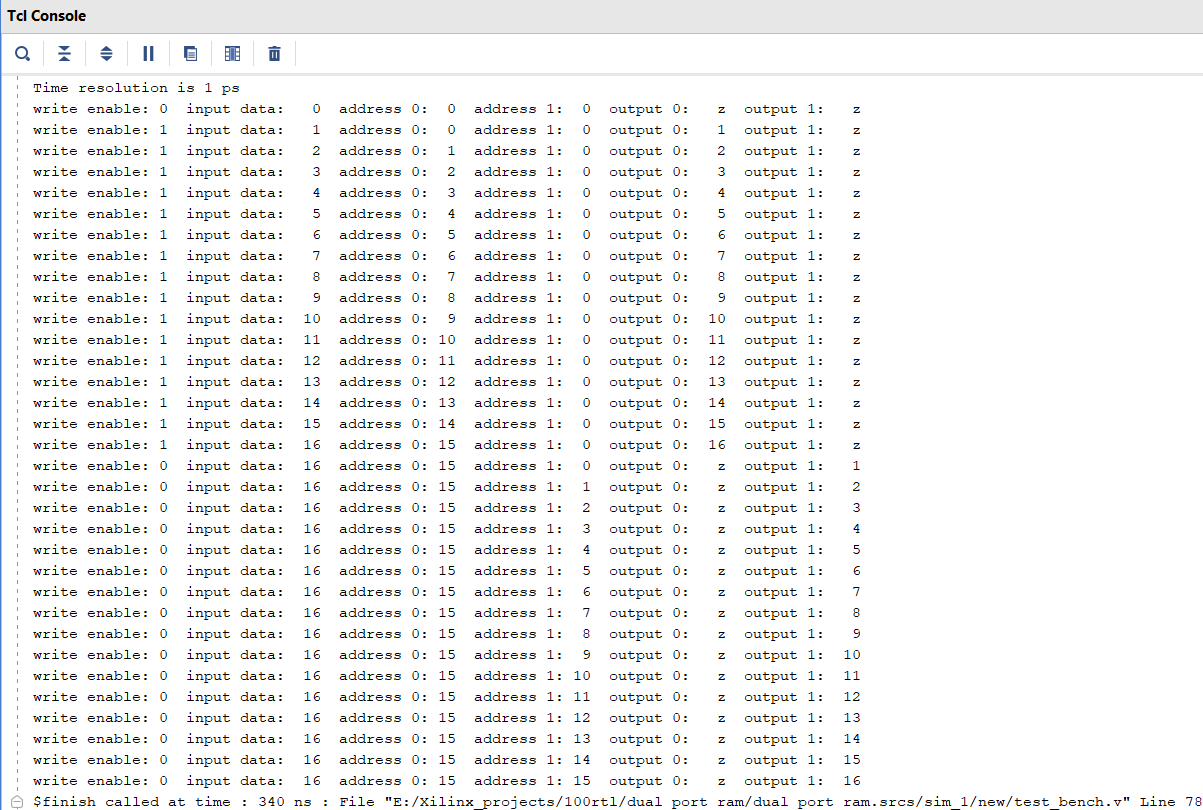 Tcl Console
Time resolution is 1 ps
write enable: 0  input data:   0  address 0:  0  address 1:  0  output 0:   z  output 1:   z
write enable: 1  input data:   1  address 0:  0  address 1:  0  output 0:   1  output 1:   z
write enable: 1  input data:   2  address 0:  1  address 1:  0  output 0:   2  output 1:   z
write enable: 1  input data:   3  address 0:  2  address 1:  0  output 0:   3  output 1:   z
write enable: 1  input data:   4  address 0:  3  address 1:  0  output 0:   4  output 1:   z
write enable: 1  input data:   5  address 0:  4  address 1:  0  output 0:   5  output 1:   z
write enable: 1  input data:   6  address 0:  5  address 1:  0  output 0:   6  output 1:   z
write enable: 1  input data:   7  address 0:  6  address 1:  0  output 0:   7  output 1:   z
write enable: 1  input data:   8  address 0:  7  address 1:  0  output 0:   8  output 1:   z
write enable: 1  input data:   9  address 0:  8  address 1:  0  output 0:   9  output 1:   z
write enable: 1  input data:  10  address 0:  9  address 1:  0  output 0:  10  output 1:   z
write enable: 1  input data:  11  address 0: 10  address 1:  0  output 0:  11  output 1:   z
write enable: 1  input data:  12  address 0: 11  address 1:  0  output 0:  12  output 1:   z
write enable: 1  input data:  13  address 0: 12  address 1:  0  output 0:  13  output 1:   z
write enable: 1  input data:  14  address 0: 13  address 1:  0  output 0:  14  output 1:   z
write enable: 1  input data:  15  address 0: 14  address 1:  0  output 0:  15  output 1:   z
write enable: 1  input data:  16  address 0: 15  address 1:  0  output 0:  16  output 1:   z
write enable: 0  input data:  16  address 0: 15  address 1:  0  output 0:   z  output 1:   1
write enable: 0  input data:  16  address 0: 15  address 1:  1  output 0:   z  output 1:   2
write enable: 0  input data:  16  address 0: 15  address 1:  2  output 0:   z  output 1:   3
write enable: 0  input data:  16  address 0: 15  address 1:  3  output 0:   z  output 1:   4
write enable: 0  input data:  16  address 0: 15  address 1:  4  output 0:   z  output 1:   5
write enable: 0  input data:  16  address 0: 15  address 1:  5  output 0:   z  output 1:   6
write enable: 0  input data:  16  address 0: 15  address 1:  6  output 0:   z  output 1:   7
write enable: 0  input data:  16  address 0: 15  address 1:  7  output 0:   z  output 1:   8
write enable: 0  input data:  16  address 0: 15  address 1:  8  output 0:   z  output 1:   9
write enable: 0  input data:  16  address 0: 15  address 1:  9  output 0:   z  output 1:  10
write enable: 0  input data:  16  address 0: 15  address 1: 10  output 0:   z  output 1:  11
write enable: 0  input data:  16  address 0: 15  address 1: 11  output 0:   z  output 1:  12
write enable: 0  input data:  16  address 0: 15  address 1: 12  output 0:   z  output 1:  13
write enable: 0  input data:  16  address 0: 15  address 1: 13  output 0:   z  output 1:  14
write enable: 0  input data:  16  address 0: 15  address 1: 14  output 0:   z  output 1:  15
write enable: 0  input data:  16  address 0: 15  address 1: 15  output 0:   z  output 1:  16
$finish called at time : 340 ns : File "E:/Xilinx_projects/100rtl/dual port ram/dual port ram.srcs/sim_1/new/test_bench.v" Line